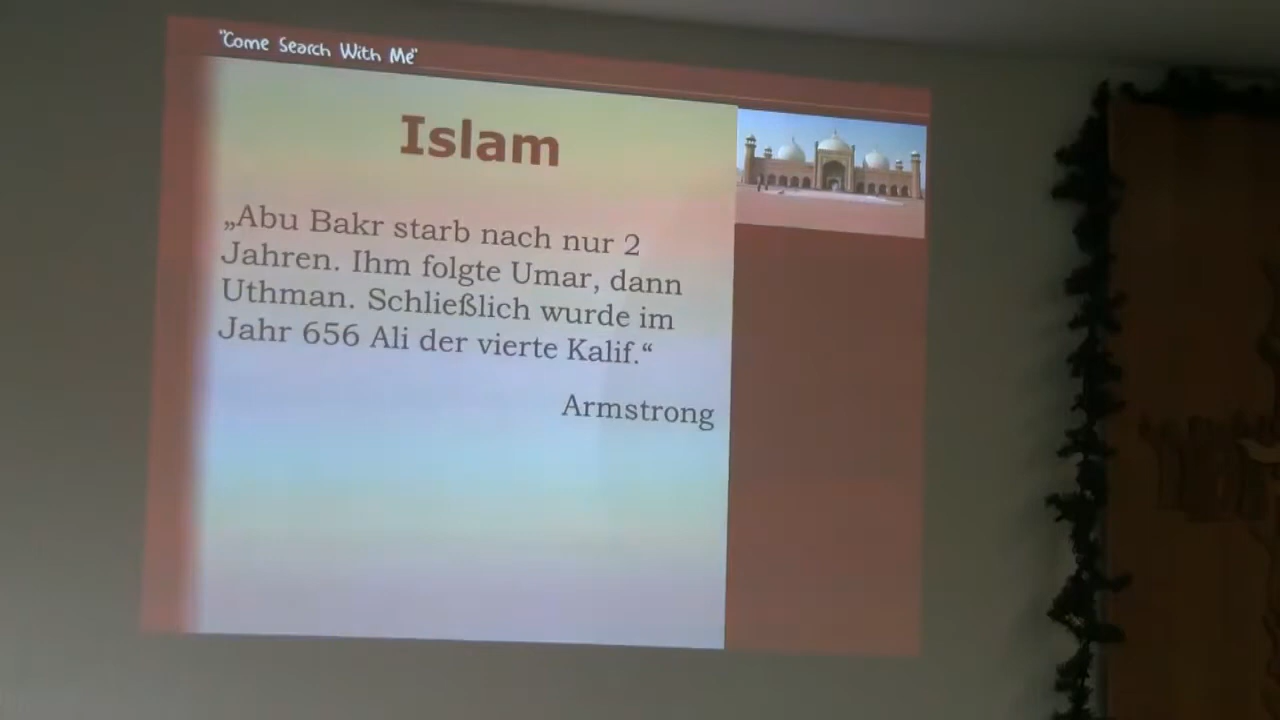 "Come Search With Me"
Islam
„Abu Bakr starb nach nur 2
Jahren. Ihm folgte Umar, dann
Uthman. Schließlich wurde im
Jahr 656 Ali der vierte Kalif.“
Armstrong